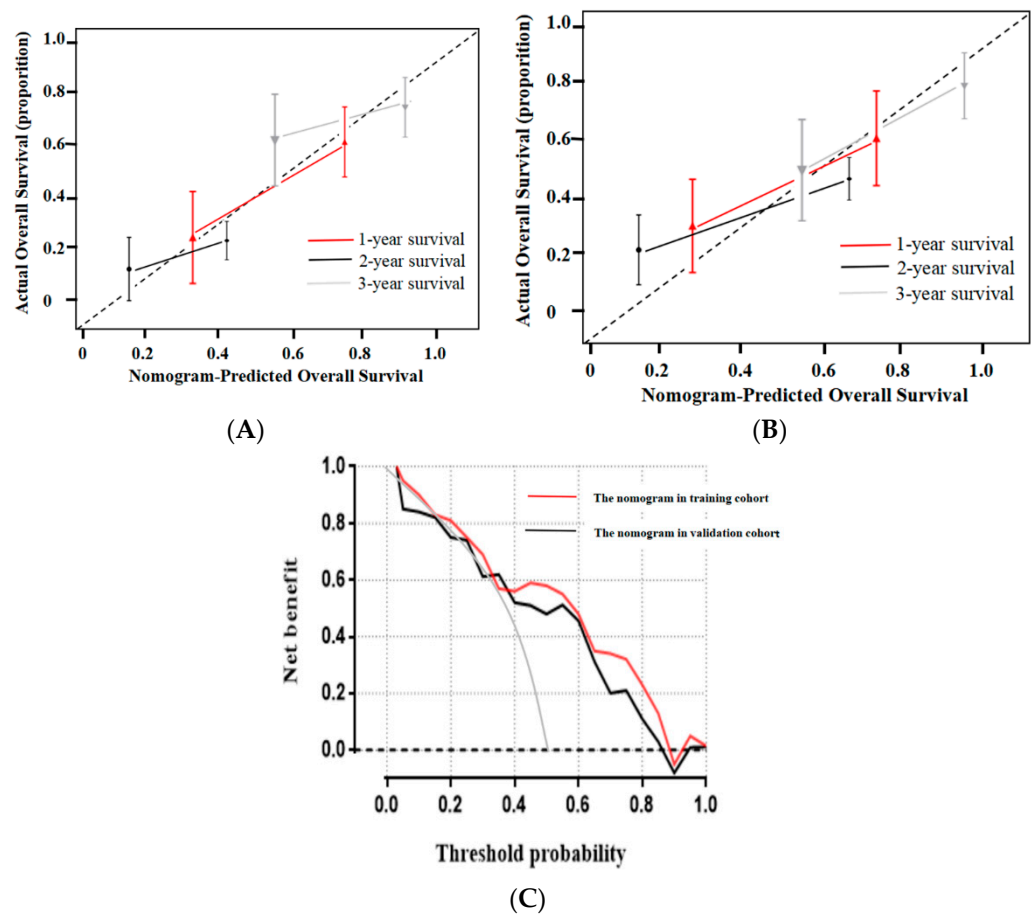 Actual Overall Survival (proporition)
1.0
0.8
0.6
0.4
0.2
0
1-year survival
2-year survival
3-year survival
0 0.2 0.4 0.6 0.8 1.0
Nomogram-Predicted Overall Survival
(A)
Actual Overall Survival (proporition)
1.0
0.8
0.6
0.4
0.2
0
1-year survival
2-year survival
3-year survival
0 0.2 0.4 0.6 0.8 1.0
Nomogram-Predicted Overall Survival
(B)
Net benefit
1.0
0.8
0.6
0.4
0.2
0.0
The nomogram in training cohort
The nomogram in validation cohort
0.0 0.2 0.4 0.6 0.8 1.0
Threshold probability
(C)